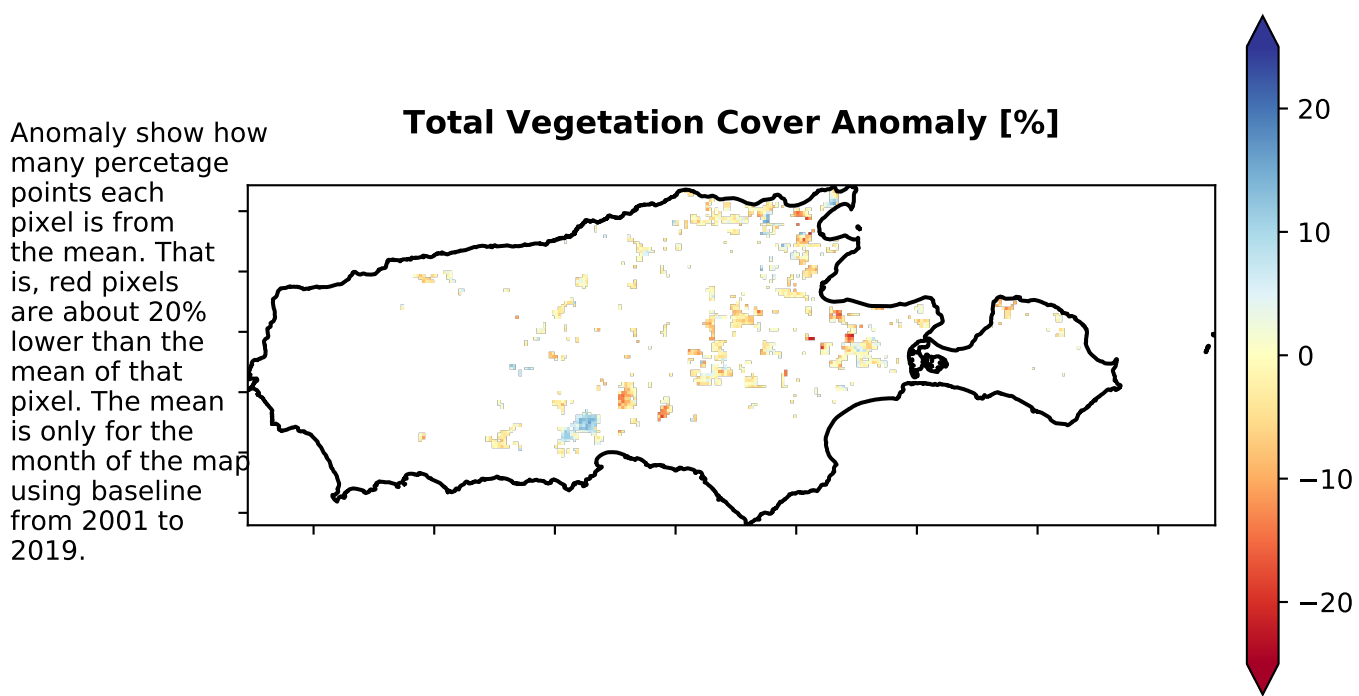 Total Vegetation Cover Anomaly [%]
Anomaly show how
many percetage
points each
pixel is from
the mean. That
is, red pixels
are about 20%
lower than the
mean of that
pixel. The mean
is only for the
month of the map
using baseline
from 2001 to
2019.
20
10
0
−10
−20